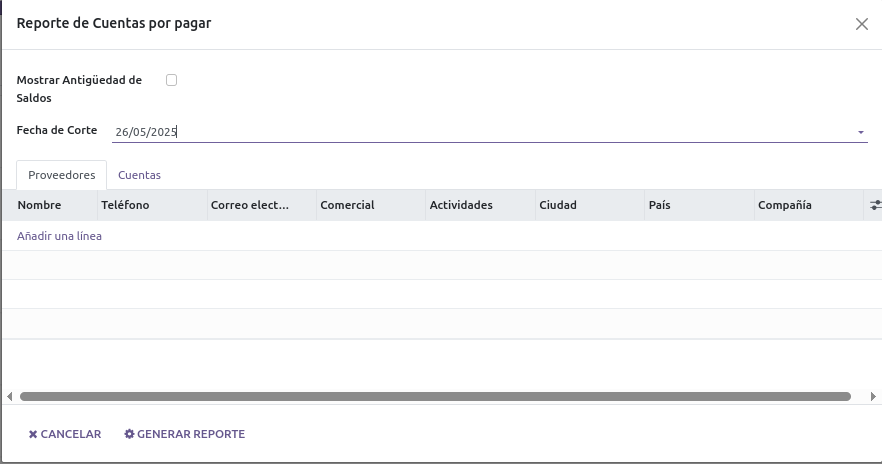 Reporte de Cuentas por pagar
Mostrar Antigüedad de
Saldos
Fecha de Corte 26/05/2025
Proveedores Cuentas
Nombre Teléfono Correo elect... Comercial Actividades Ciudad País Compañía
Añadir una línea
CANCELAR GENERAR REPORTE